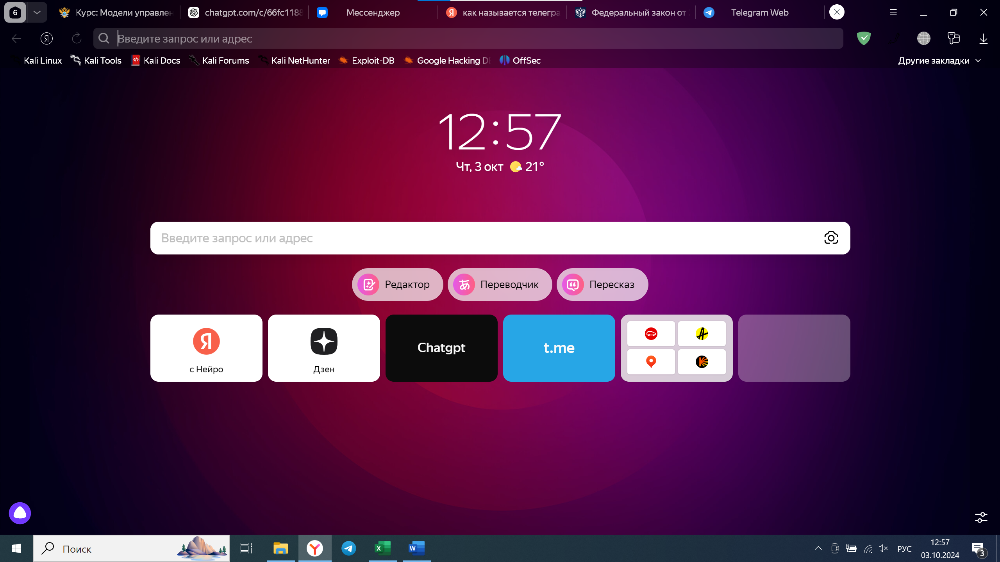 6
Курс: Модели управлен
chatgpt.com/c/66fc1188
Мессенджер
как называется телегра
Федеральный закон от
Telegram Web
Введите запрос или адрес
Kali Linux
Kali Tools
Kali Docs
Kali Forums
Kali NetHunter
Exploit-DB
Google Hacking D
OffSec
Другие закладки
12:57
Чт, 3 окт 21°
Введите запрос или адрес
Редактор
Переводчик
Пересказ
с Нейро
Дзен
Chatgpt
t.me
Поиск
РУС
12:57
03.10.2024
3